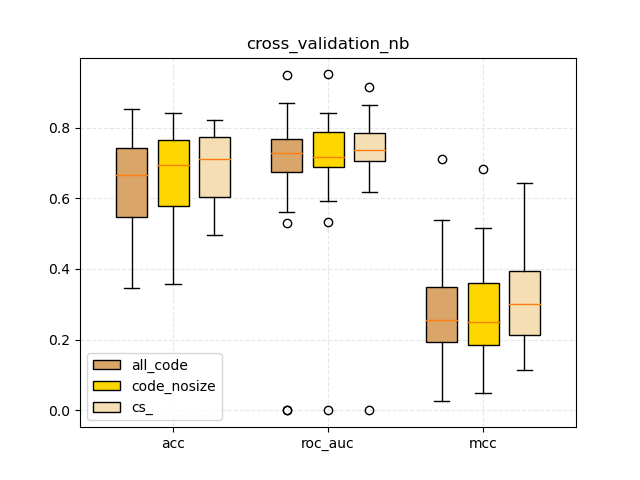 cross_validation_nb
0.8
0.6
0.4
0.2
0.0
all_code
code_nosize
cs_
acc
roc_auc
mcc